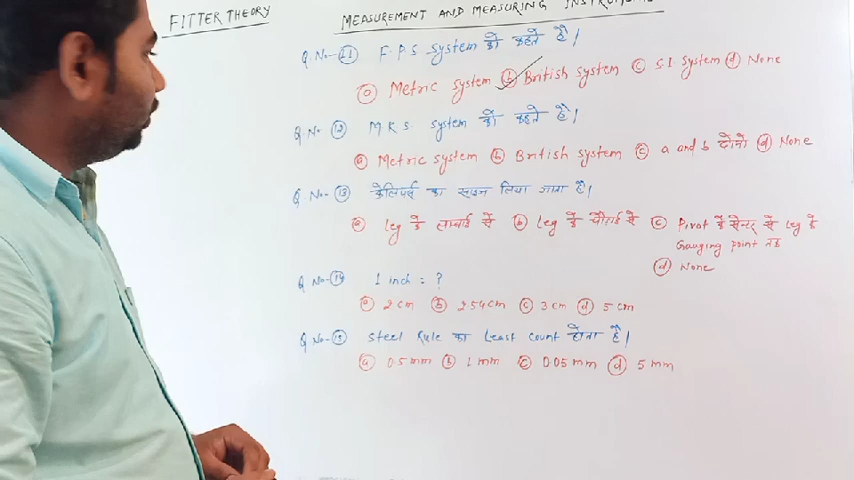 FITTER THEORY
MEASUREMENT AND MEASURING INSTRUMENT
Q No- 11 F P S system को कहते है।
a Metric system b British system c S.I system d None
Q No- 12 M K S. system को कहते है।
a Metric system b British system c a and b दोनो d None
Q No- 13 केलिपर्स का साइज लिया जाता है।
a Leg के लम्बाई से b Leg के चौड़ाई से c Pivot के सेन्टर से Leg के
Gauging point तक
d None
Q No- 14 1 inch = ?
a 2 cm b 2.54 cm c 3 cm d 5 cm
Q No- 15 Steel Rule का Least count होता है।
a 0.5 mm b 1 mm c 0.05 mm d 5 mm